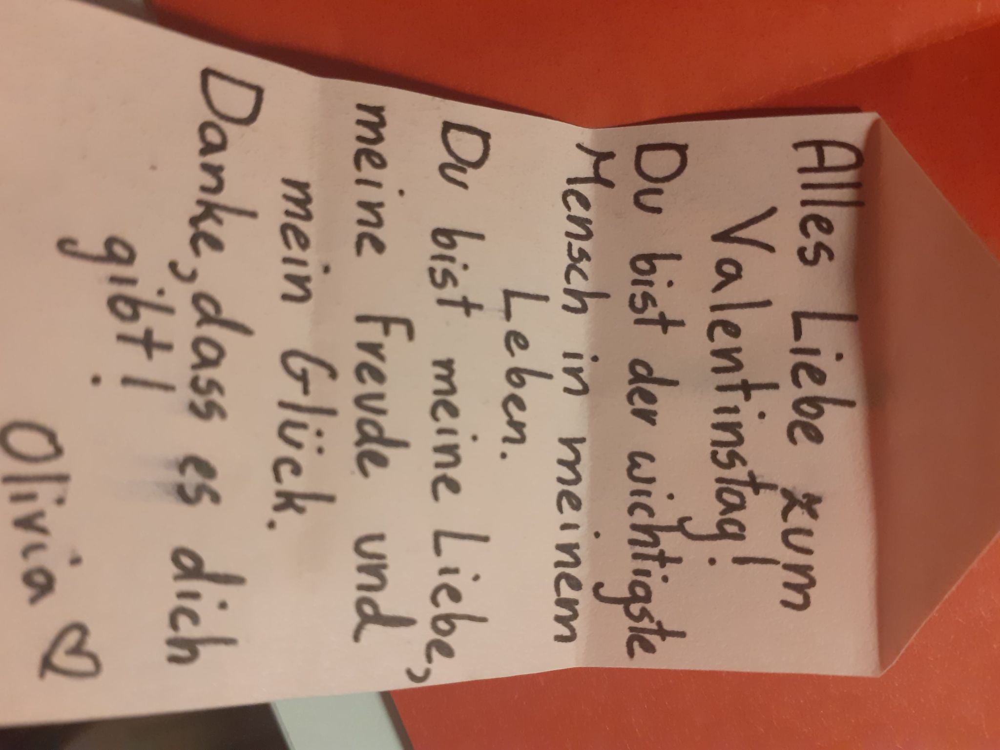 Alles Liebe zum
Valentinstag!
Du bist der wichtigste
Mensch in meinem
Leben.
Du bist meine Liebe,
meine Freude und
mein Glück.
Danke, dass es dich
gibt!
Olivia ♡